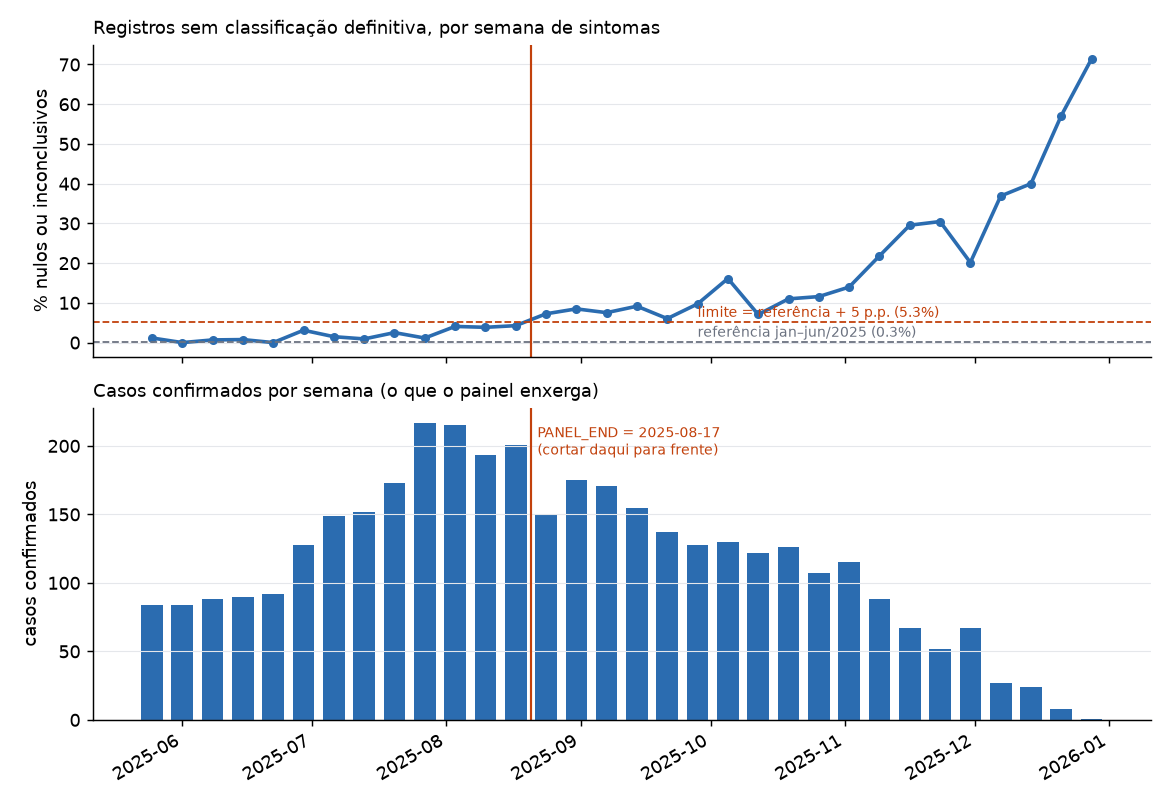 Registros sem classificação definitiva, por semana de sintomas
% nulos ou inconclusivos
70
60
50
40
30
20
10
0
limite = referência + 5 p.p. (5.3%)
referência jan–jun/2025 (0.3%)
Casos confirmados por semana (o que o painel enxerga)
casos confirmados
200
150
100
50
0
PANEL_END = 2025-08-17
(cortar daqui para frente)
2025-06
2025-07
2025-08
2025-09
2025-10
2025-11
2025-12
2026-01